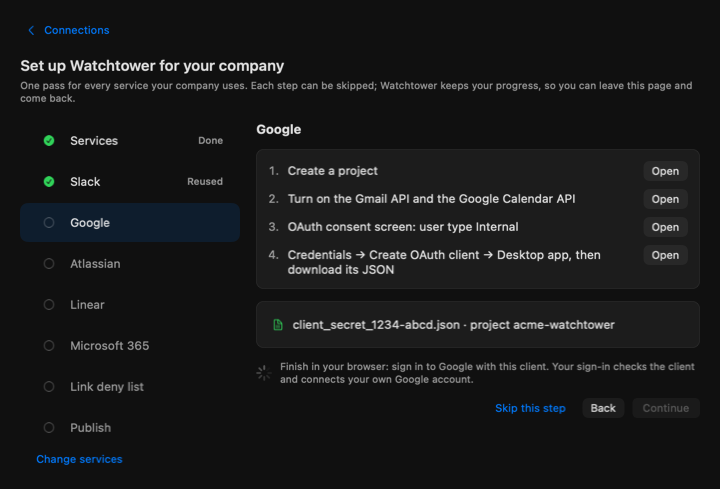 Connections
Set up Watchtower for your company
One pass for every service your company uses. Each step can be skipped; Watchtower keeps your progress, so you can leave this page and
come back.
Services
Done
Slack
Reused
Google
Atlassian
Linear
Microsoft 365
Link deny list
Publish
Change services
Google
1. Create a project
Open
2. Turn on the Gmail API and the Google Calendar API
Open
3. OAuth consent screen: user type Internal
Open
4. Credentials → Create OAuth client → Desktop app, then
download its JSON
Open
client_secret_1234-abcd.json · project acme-watchtower
Finish in your browser: sign in to Google with this client. Your sign-in checks the client
and connects your own Google account.
Skip this step
Back
Continue